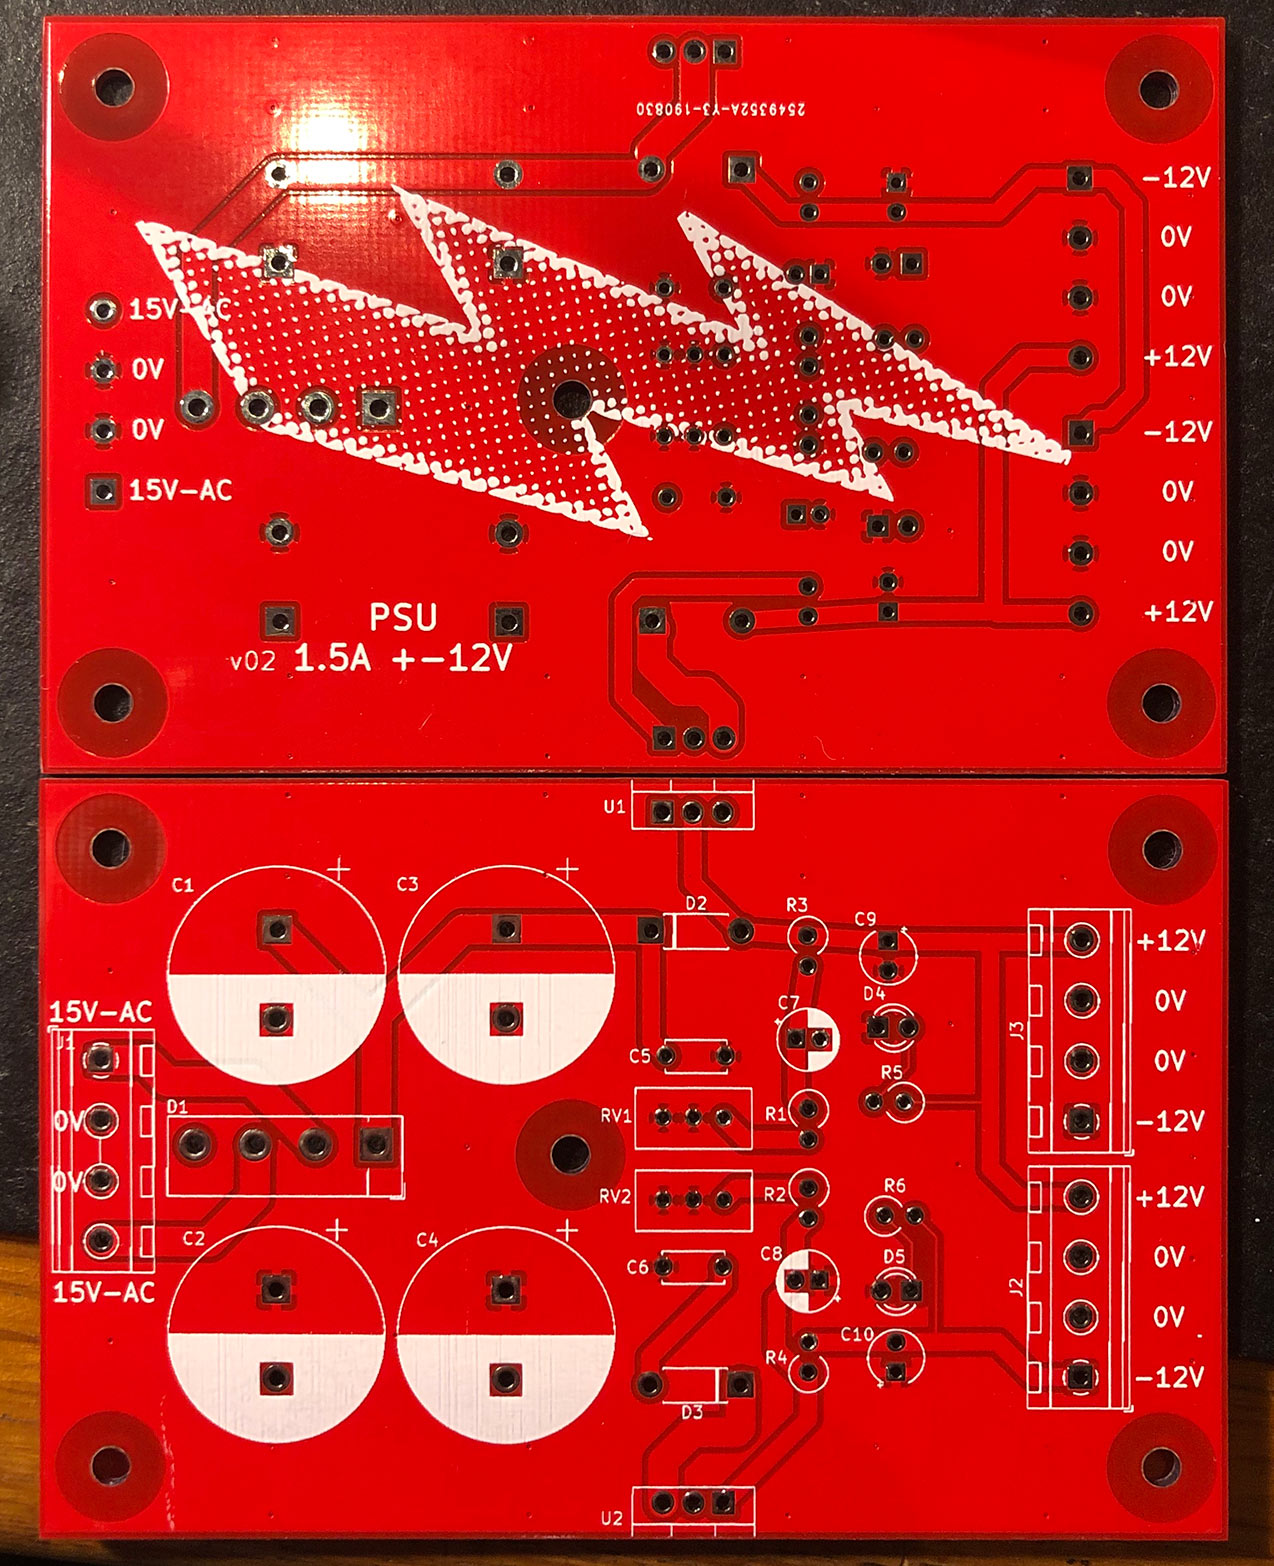 2549352A-Y3-190830
-12V
0V
15V-AC
0V
0V
+12V
0V
-12V
15V-AC
0V
0V
PSU
+12V
v02 1.5A +-12V
U1
C1
C3
D2
R3
C9
+12V
C7
D4
0V
15V-AC
J1
J3
C5
0V
R5
D1
RV1
R1
0V
-12V
0V
RV2
R2
R6
+12V
C2
C4
C6
C8
D5
0V
15V-AC
J2
0V
C10
R4
-12V
D3
U2